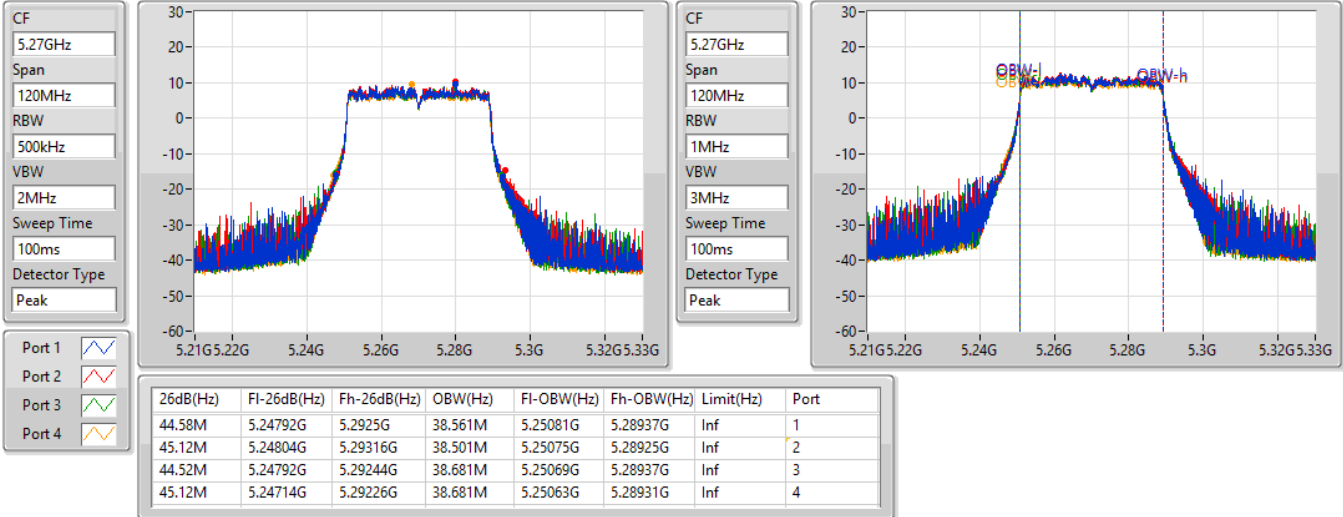 CF
5.27GHz
Span
120MHz
RBW
500kHz
VBW
2MHz
Sweep Time
100ms
Detector Type
Peak
30
20
10
0
-10
-20
-30
-40
-50
-60
5.21G 5.22G 5.24G 5.26G 5.28G 5.3G 5.32G 5.33G
CF
5.27GHz
Span
120MHz
RBW
1MHz
VBW
3MHz
Sweep Time
100ms
Detector Type
Peak
30
20
10
0
-10
-20
-30
-40
-50
-60
OBW-l OBW-h
5.21G 5.22G 5.24G 5.26G 5.28G 5.3G 5.32G 5.33G
Port 1
Port 2
Port 3
Port 4
26dB(Hz) Fl-26dB(Hz) Fh-26dB(Hz) OBW(Hz) Fl-OBW(Hz) Fh-OBW(Hz) Limit(Hz) Port
44.58M 5.24792G 5.2925G 38.561M 5.25081G 5.28937G Inf 1
45.12M 5.24804G 5.29316G 38.501M 5.25075G 5.28925G Inf 2
44.52M 5.24792G 5.29244G 38.681M 5.25069G 5.28937G Inf 3
45.12M 5.24714G 5.29226G 38.681M 5.25063G 5.28931G Inf 4